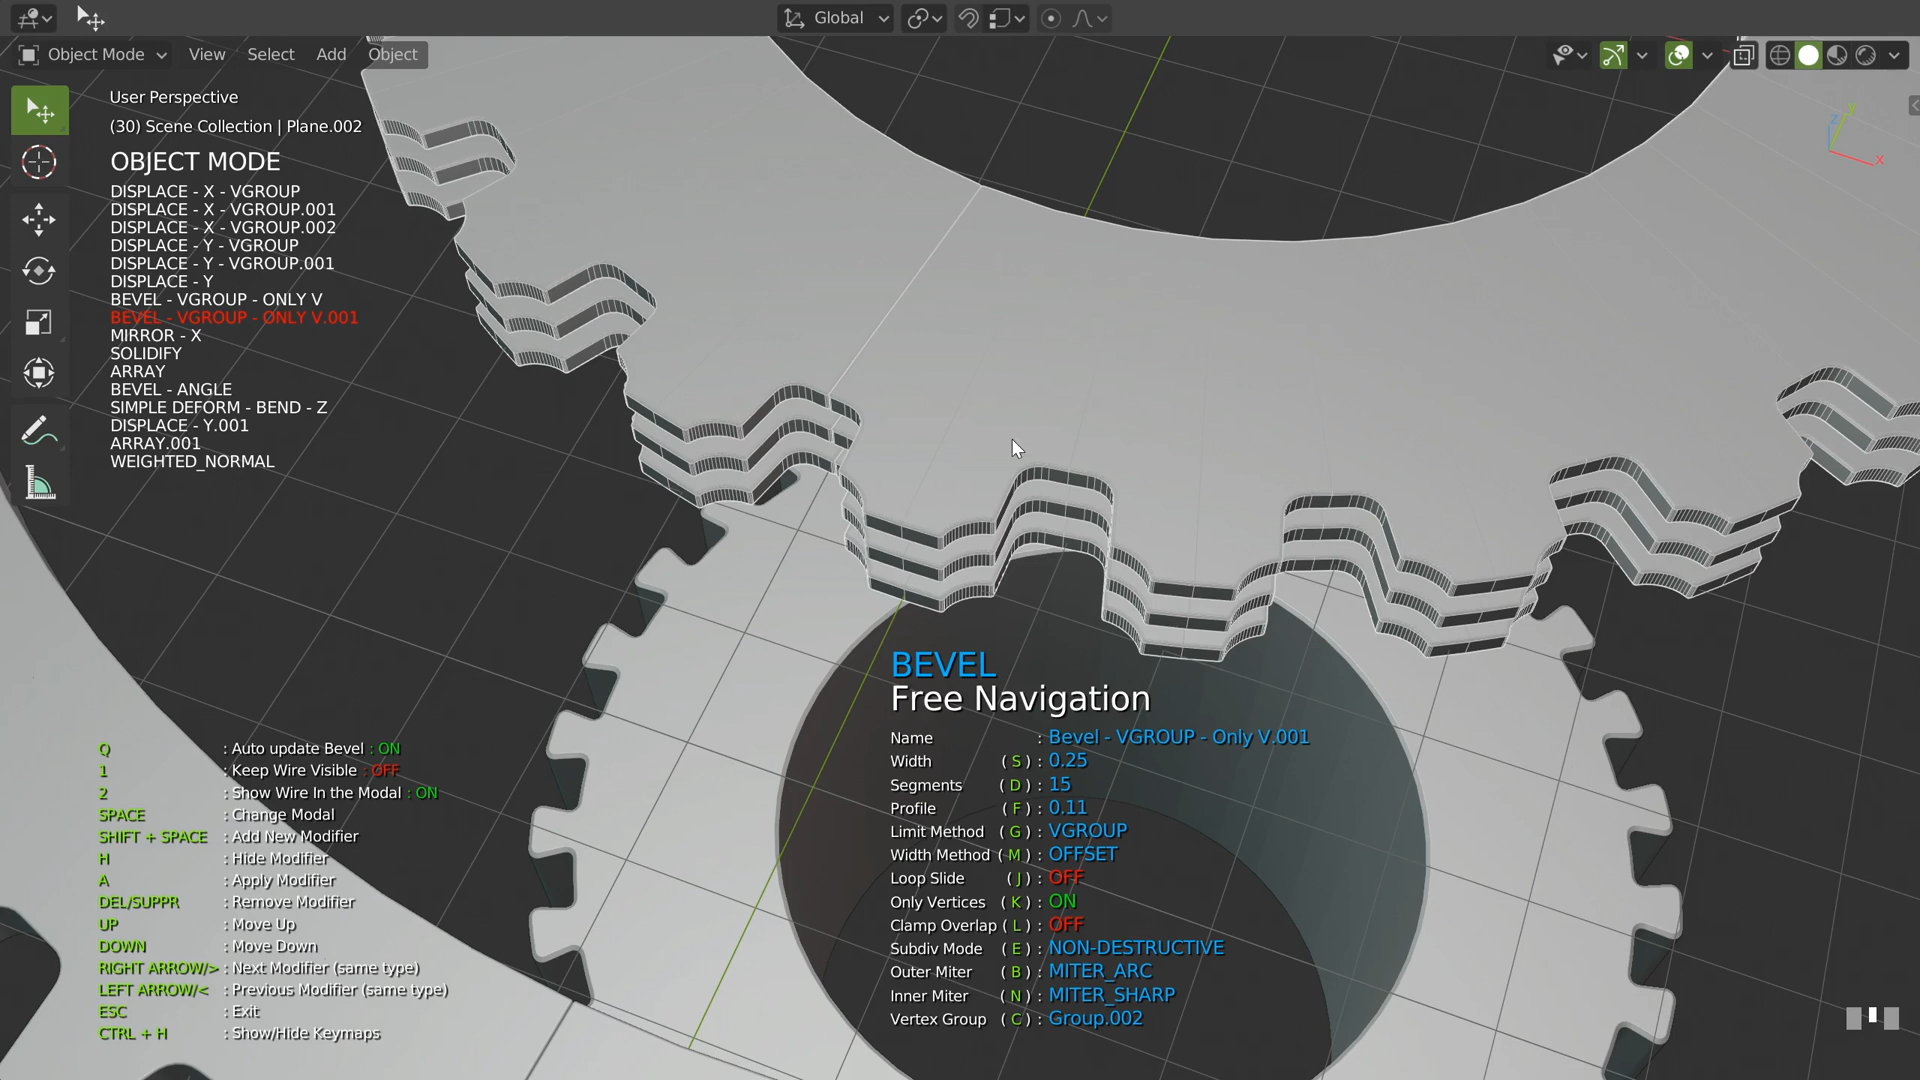 Global
Object Mode
View
Select
Add
Object
User Perspective
(30) Scene Collection | Plane.002
OBJECT MODE
DISPLACE - X - VGROUP
DISPLACE - X - VGROUP.001
DISPLACE - X - VGROUP.002
DISPLACE - Y - VGROUP
DISPLACE - Y - VGROUP.001
DISPLACE - Y
BEVEL - VGROUP - ONLY V
BEVEL - VGROUP - ONLY V.001
MIRROR - X
SOLIDIFY
ARRAY
BEVEL - ANGLE
SIMPLE DEFORM - BEND - Z
DISPLACE - Y.001
ARRAY.001
WEIGHTED_NORMAL
Y
Z
X
BEVEL
Free Navigation
Name : Bevel - VGROUP - Only V.001
Width ( S ) : 0.25
Segments ( D ) : 15
Profile ( F ) : 0.11
Limit Method ( G ) : VGROUP
Width Method ( M ) : OFFSET
Loop Slide ( J ) : OFF
Only Vertices ( K ) : ON
Clamp Overlap ( L ) : OFF
Subdiv Mode ( E ) : NON-DESTRUCTIVE
Outer Miter ( B ) : MITER_ARC
Inner Miter ( N ) : MITER_SHARP
Vertex Group ( C ) : Group.002
Q : Auto update Bevel : ON
1 : Keep Wire Visible : OFF
2 : Show Wire In the Modal : ON
SPACE : Change Modal
SHIFT + SPACE : Add New Modifier
H : Hide Modifier
A : Apply Modifier
DEL/SUPPR : Remove Modifier
UP : Move Up
DOWN : Move Down
RIGHT ARROW/> : Next Modifier (same type)
LEFT ARROW/< : Previous Modifier (same type)
ESC : Exit
CTRL + H : Show/Hide Keymaps